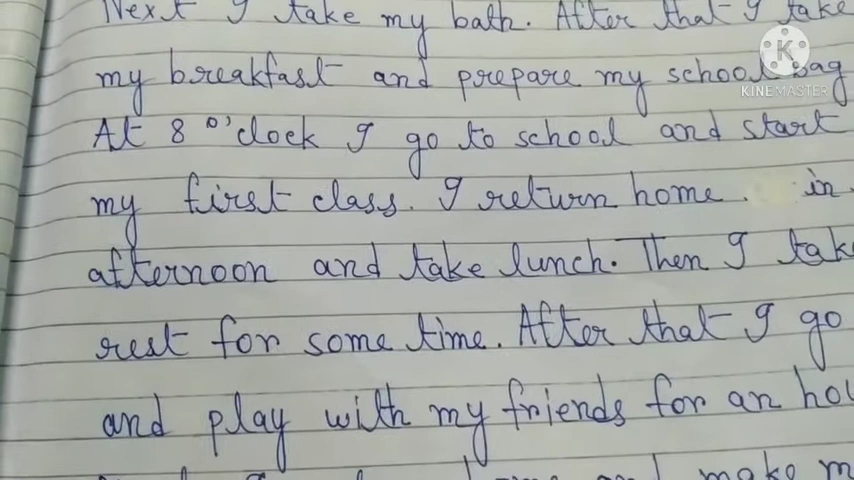 Next I take my bath. After that I take
my breakfast and prepare my school bag
At 8 o'clock I go to school and start
my first class. I return home. in
afternoon and take lunch. Then I take
rest for some time. After that I go
and play with my friends for an
and make
KINEMASTER